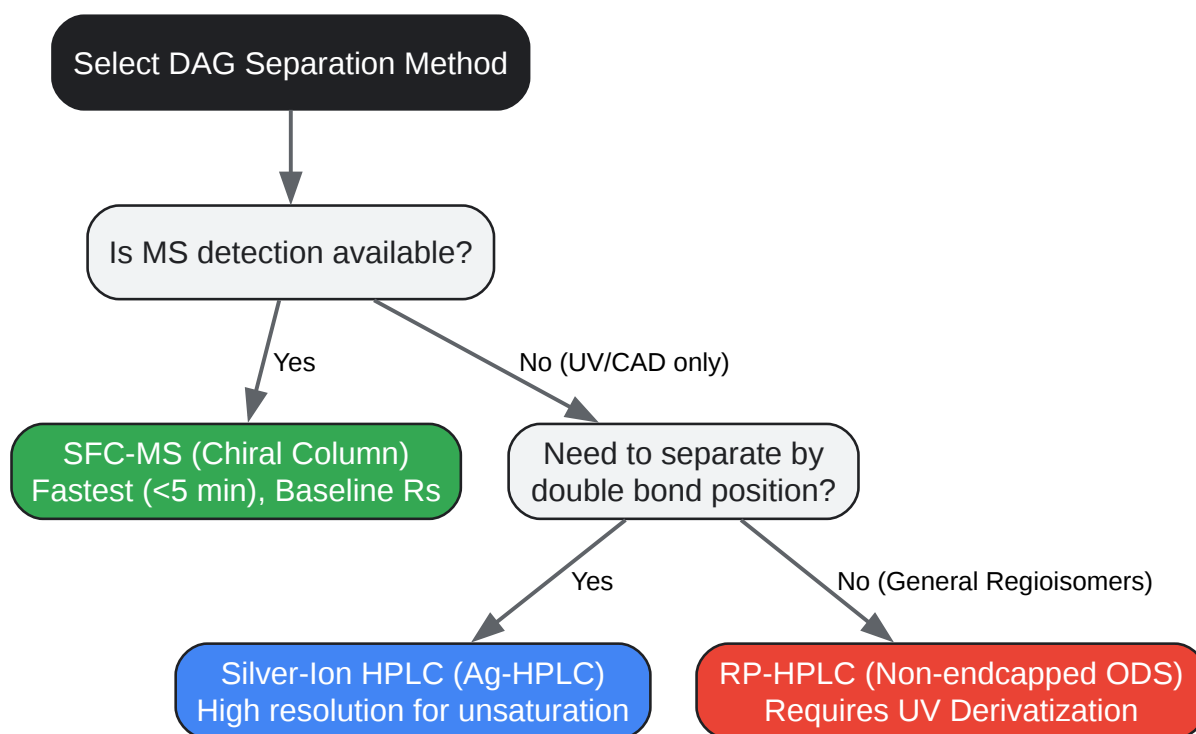 Select DAG Separation Method
Is MS detection available?
Yes
No (UV/CAD only)
SFC-MS (Chiral Column)
Fastest (<5 min), Baseline Rs
Need to separate by
double bond position?
Yes
No (General Regioisomers)
Silver-Ion HPLC (Ag-HPLC)
High resolution for unsaturation
RP-HPLC (Non-endcapped ODS)
Requires UV Derivatization